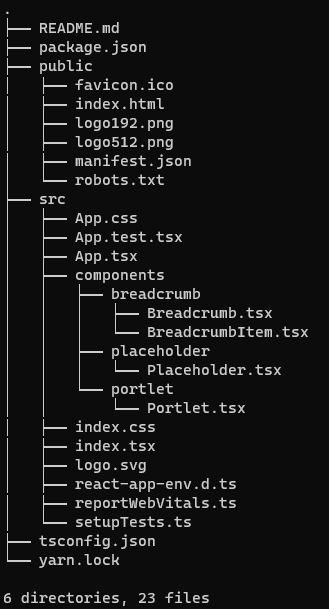 .
├── README.md
├── package.json
├── public
│   ├── favicon.ico
│   ├── index.html
│   ├── logo192.png
│   ├── logo512.png
│   ├── manifest.json
│   └── robots.txt
├── src
│   ├── App.css
│   ├── App.test.tsx
│   ├── App.tsx
│   ├── components
│   │   ├── breadcrumb
│   │   │   ├── Breadcrumb.tsx
│   │   │   └── BreadcrumbItem.tsx
│   │   ├── placeholder
│   │   │   └── Placeholder.tsx
│   │   └── portlet
│   │       └── Portlet.tsx
│   ├── index.css
│   ├── index.tsx
│   ├── logo.svg
│   ├── react-app-env.d.ts
│   ├── reportWebVitals.ts
│   └── setupTests.ts
├── tsconfig.json
└── yarn.lock

6 directories, 23 files